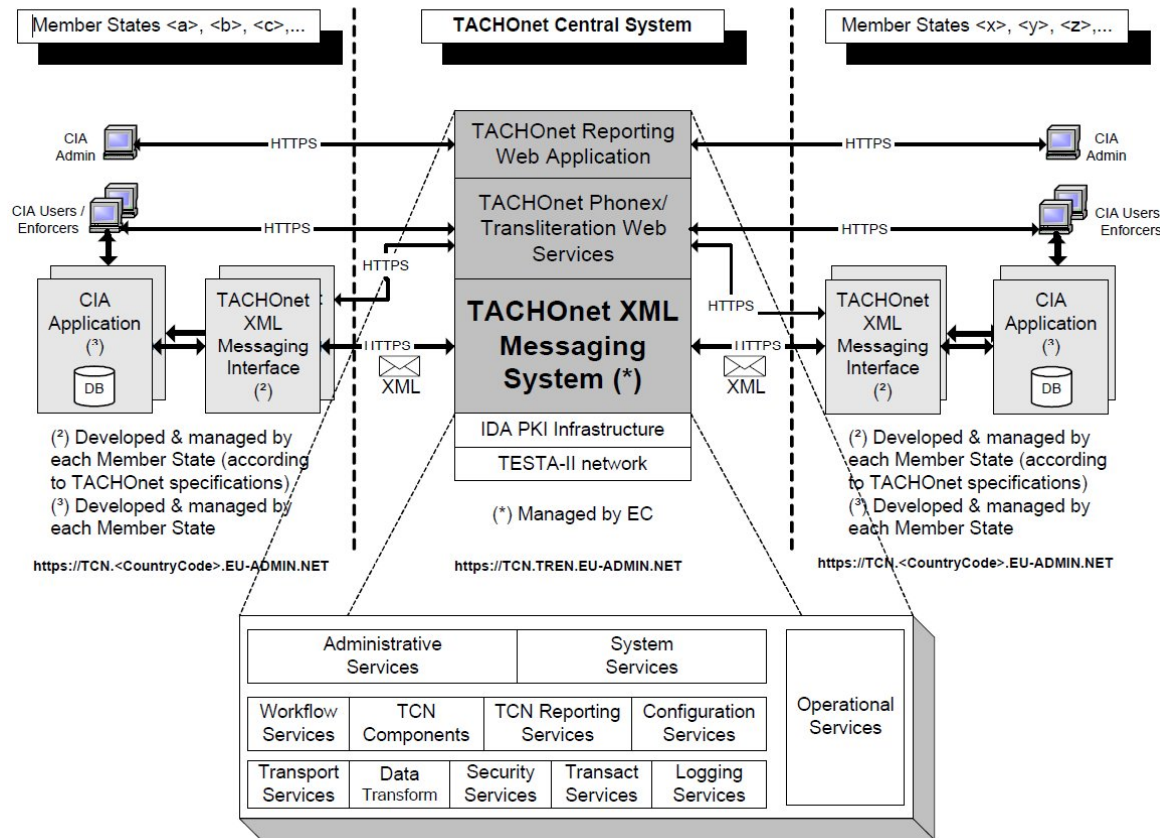 Member States <a>, <b>, <c>,...
TACHOnet Central System
Member States <x>, <y>, <z>,...
CIA
Admin
HTTPS
TACHOnet Reporting
Web Application
HTTPS
CIA
Admin
CIA Users /
Enforcers
HTTPS
TACHOnet Phonex/
Transliteration Web
Services
HTTPS
CIA Users /
Enforcers
HTTPS
HTTPS
CIA
Application
(³)
DB
TACHOnet
XML
Messaging
Interface
(²)
HTTPS
XML
TACHOnet XML
Messaging
System (*)
HTTPS
XML
TACHOnet
XML
Messaging
Interface
(²)
CIA
Application
(³)
DB
IDA PKI Infrastructure
TESTA-II network
(²) Developed & managed by
each Member State (according
to TACHOnet specifications)
(³) Developed & managed by
each Member State
(*) Managed by EC
(²) Developed & managed by
each Member State (according
to TACHOnet specifications)
(³) Developed & managed by
each Member State
https://TCN.<CountryCode>.EU-ADMIN.NET
https://TCN.TREN.EU-ADMIN.NET
https://TCN.<CountryCode>.EU-ADMIN.NET
Administrative
Services
System
Services
Operational
Services
Workflow
Services
TCN
Components
TCN Reporting
Services
Configuration
Services
Transport
Services
Data
Transform
Security
Services
Transact
Services
Logging
Services